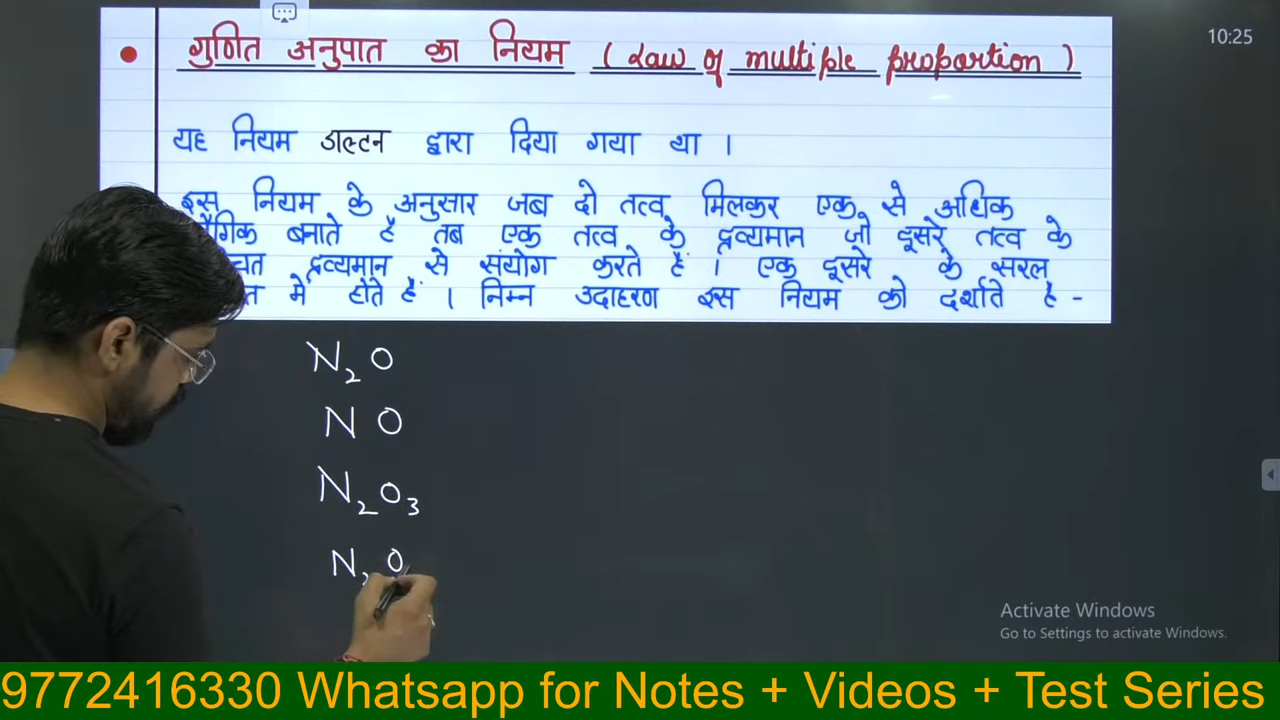 10:25
गुणित अनुपात का नियम ( Law of multiple proportion )
यह नियम डाल्टन द्वारा दिया गया था ।
इस नियम के अनुसार जब दो तत्व मिलकर एक से अधिक
बनाते है तब एक तत्व के द्रव्यमान जो दूसरे तत्व के
द्रव्यमान से संयोग करते हैं । एक दूसरे के सरल
में होते हैं । निम्न उदाहरण इस नियम को दर्शाते है -
N₂O
NO
N₂O₃
N₂O
Activate Windows
Go to Settings to activate Windows.
9772416330 Whatsapp for Notes + Videos + Test Series